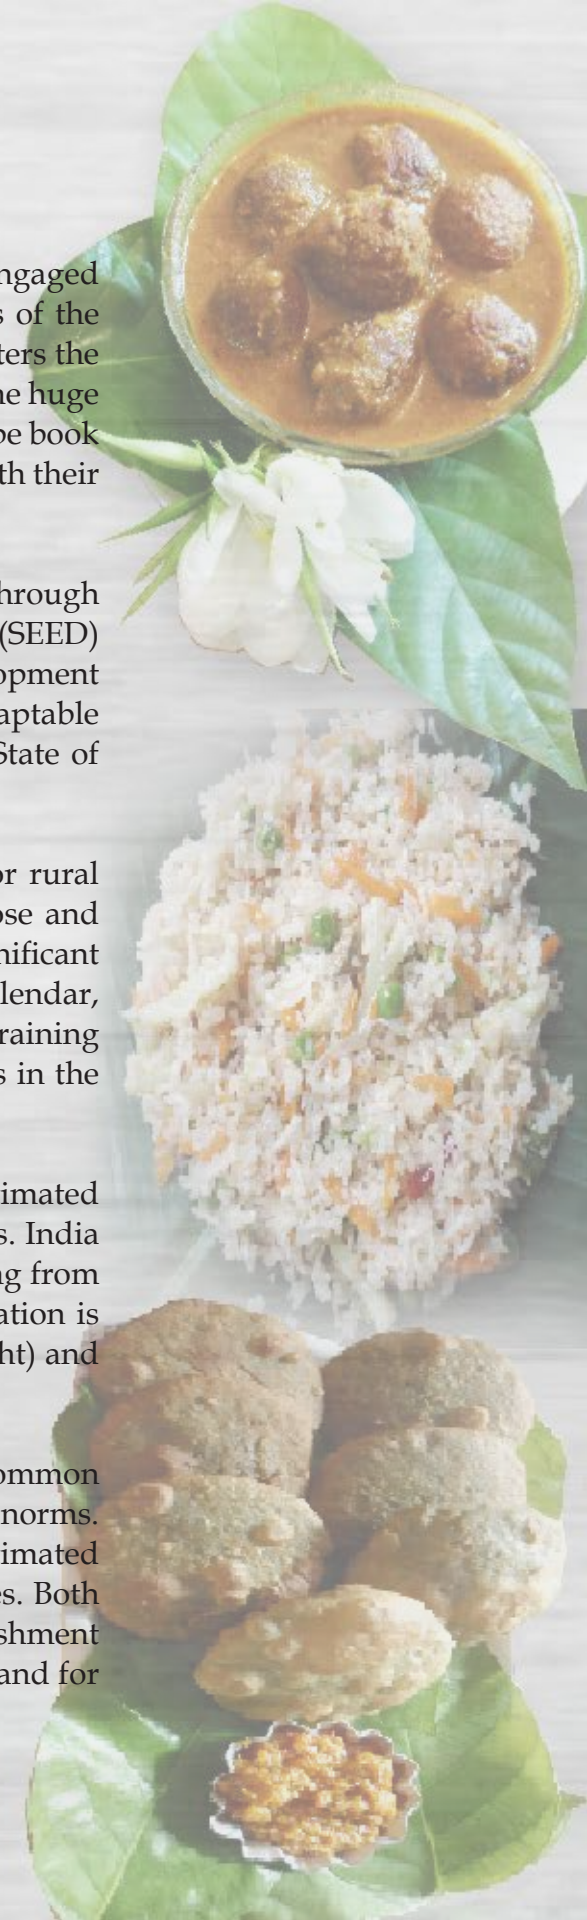 ngaged
s of the
ters the
he huge
pe book
th their
hrough
(SEED)
opment
aptable
State of
or rural
ose and
nificant
lendar,
raining
s in the
imated
s. India
ng from
ation is
ht) and
ommon
norms.
imated
es. Both
shment
and for